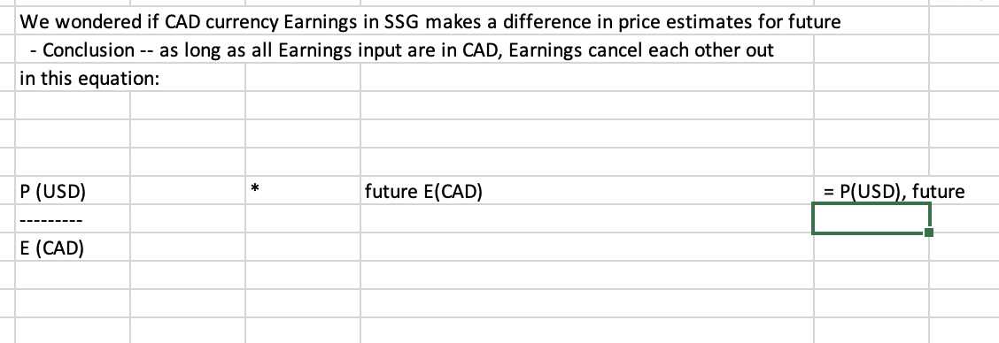 We wondered if CAD currency Earnings in SSG makes a difference in price estimates for future
- Conclusion -- as long as all Earnings input are in CAD, Earnings cancel each other out
in this equation:
P (USD) * future E(CAD) = P(USD), future
---------
E (CAD)